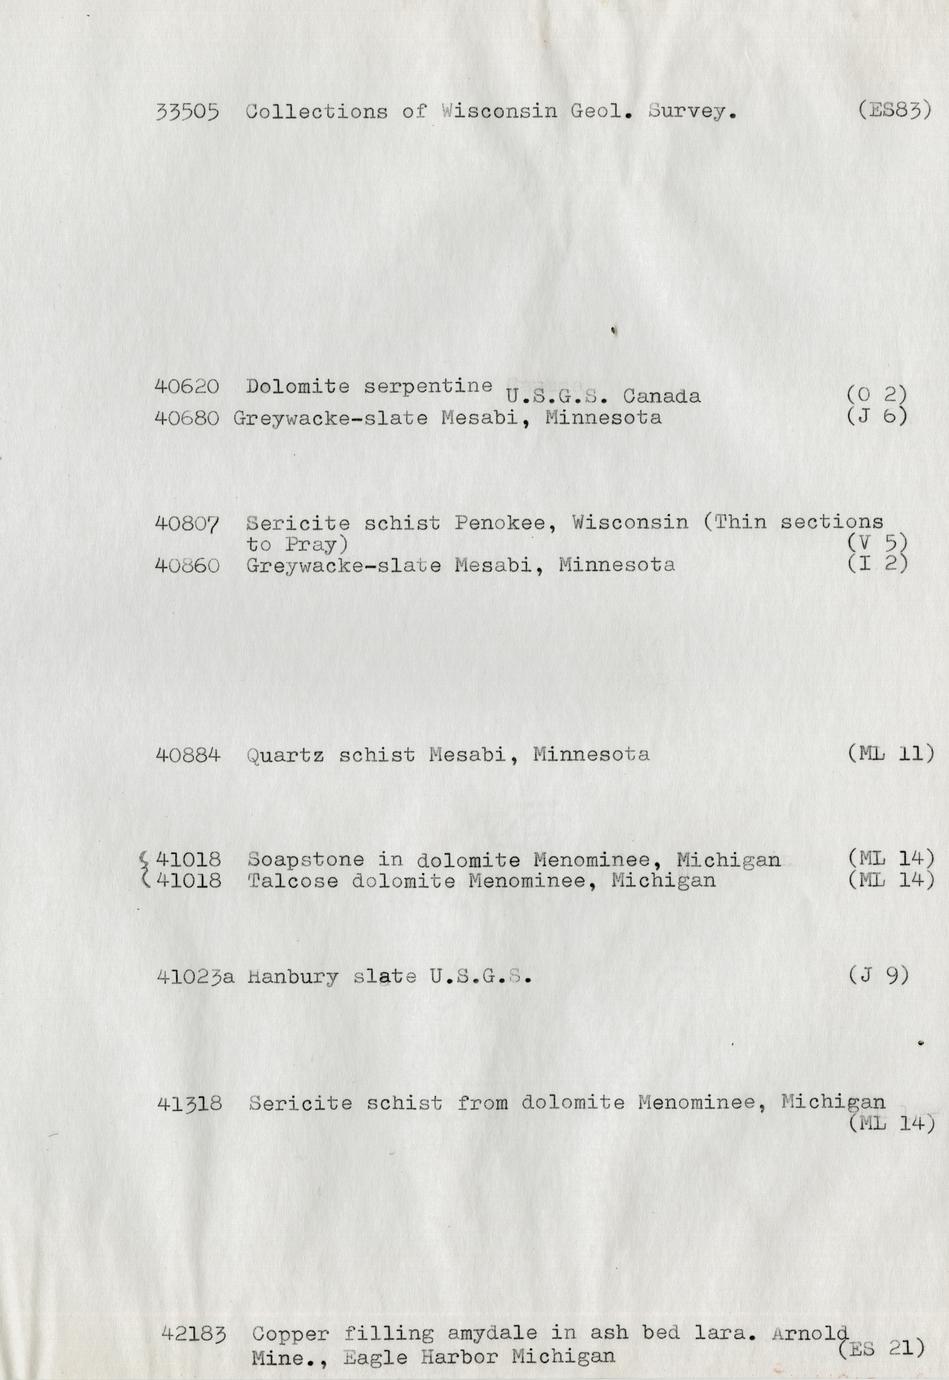 33505 Collections of Wisconsin Geol. Survey. (ES83)
40620 Dolomite serpentine U.S.G.S. Canada (O 2)
40680 Greywacke-slate Mesabi, Minnesota (J 6)
40807 Sericite schist Penokee, Wisconsin (Thin sections
to Pray) (V 5)
40860 Greywacke-slate Mesabi, Minnesota (I 2)
40884 Quartz schist Mesabi, Minnesota (ML 11)
41018 Soapstone in dolomite Menominee, Michigan (ML 14)
41018 Talcose dolomite Menominee, Michigan (ML 14)
41023a Hanbury slate U.S.G.S. (J 9)
41318 Sericite schist from dolomite Menominee, Michigan
(ML 14)
42183 Copper filling amydale in ash bed lara. Arnold
Mine., Eagle Harbor Michigan (ES 21)